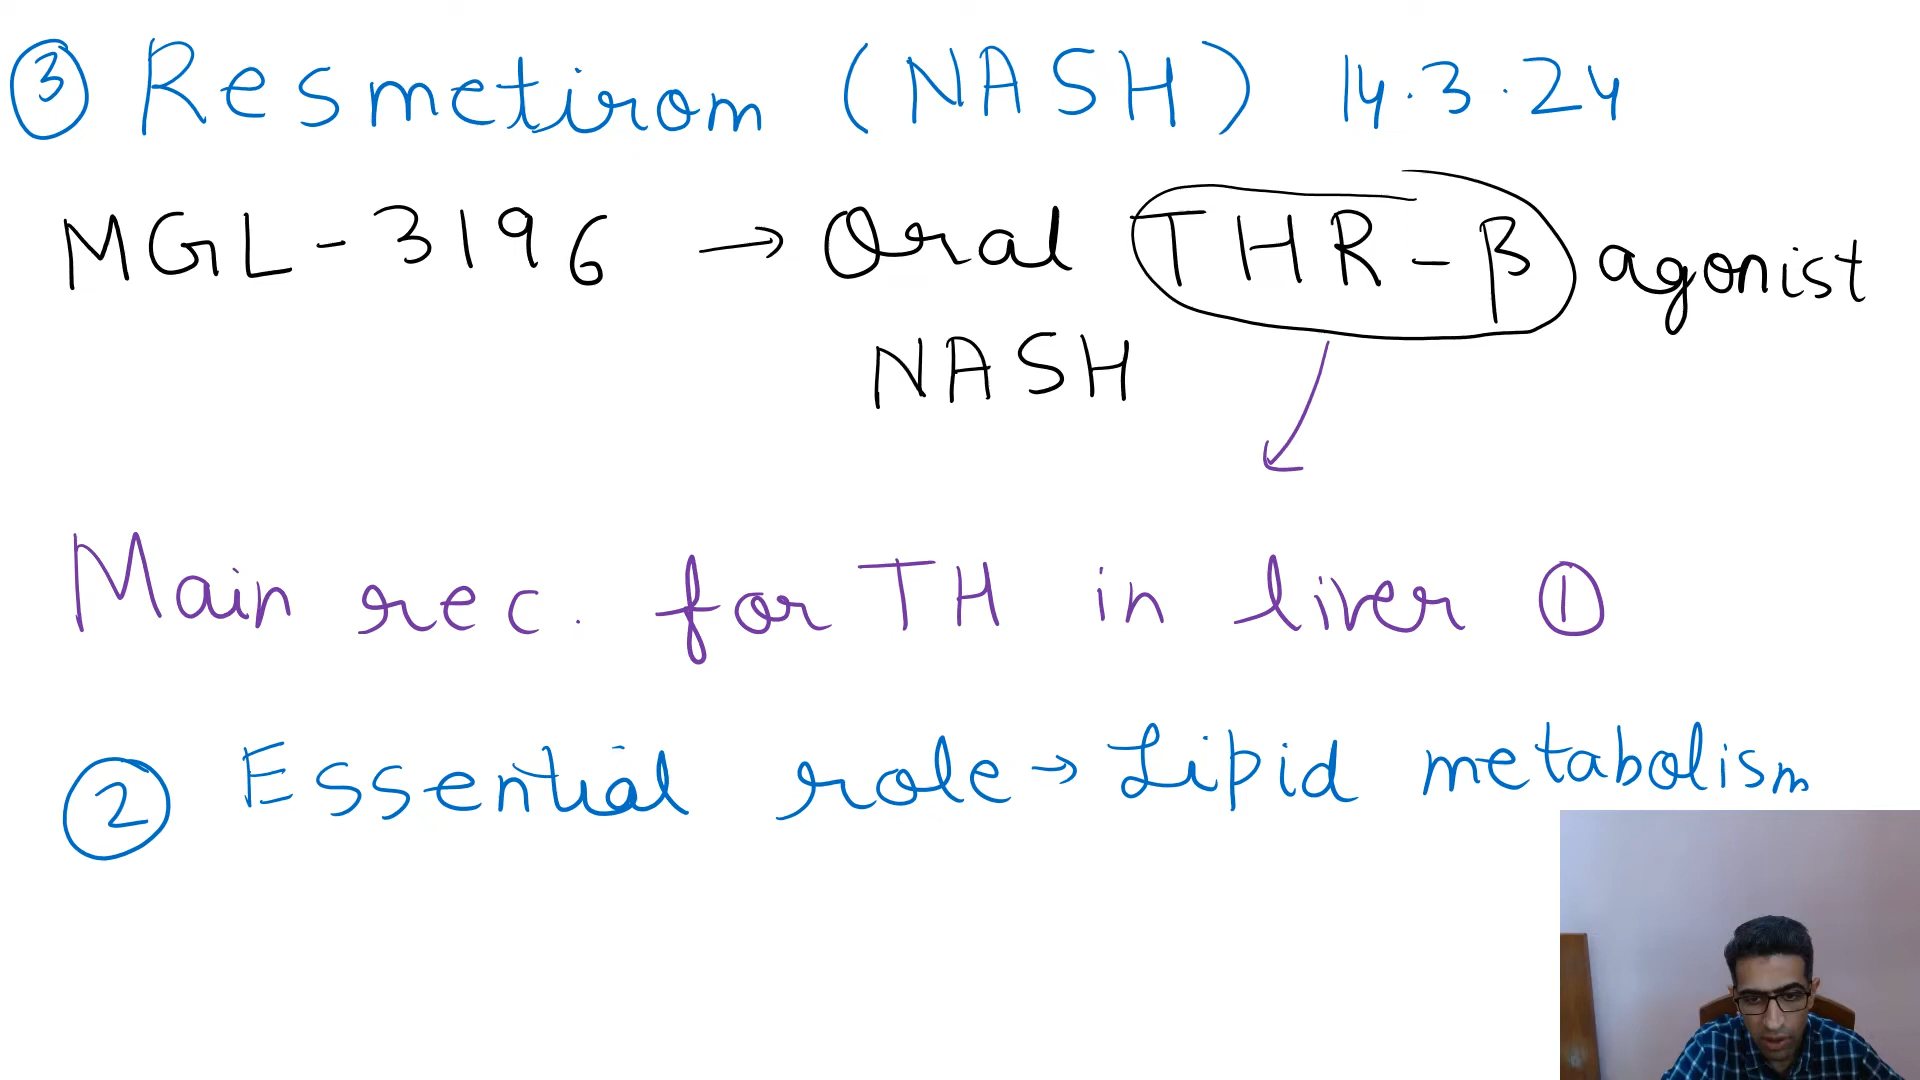 ③ Resmetirom (NASH) 14.3.24
MGL-3196 → Oral THR-β agonist
NASH
Main rec. for TH in liver ①
② Essential role → Lipid metabolism